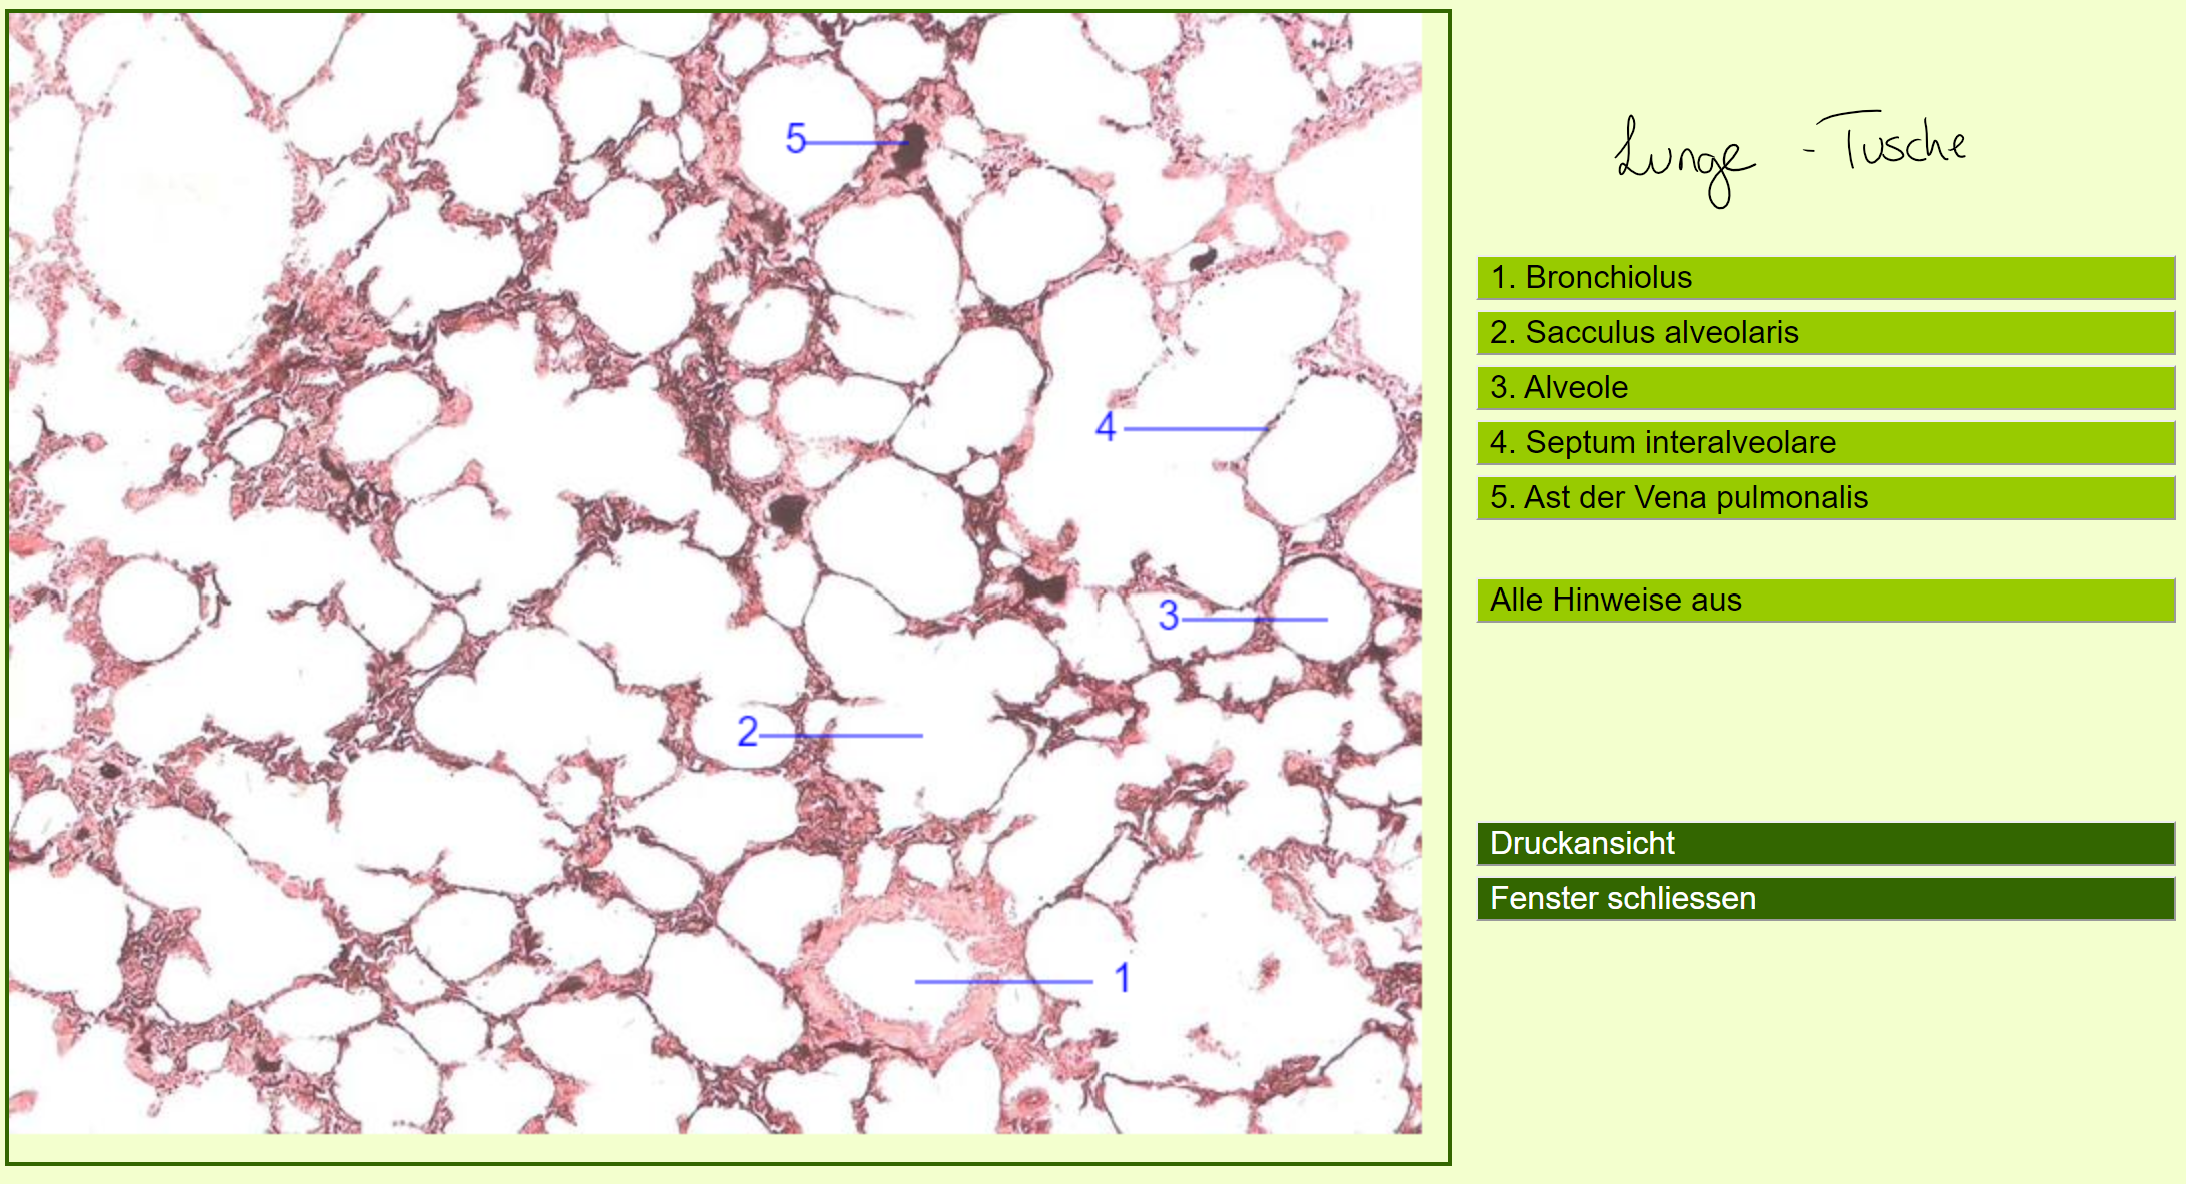 Lunge - Tusche
1. Bronchiolus
2. Sacculus alveolaris
3. Alveole
4. Septum interalveolare
5. Ast der Vena pulmonalis
Alle Hinweise aus
Druckansicht
Fenster schliessen
5
4
3
2
1